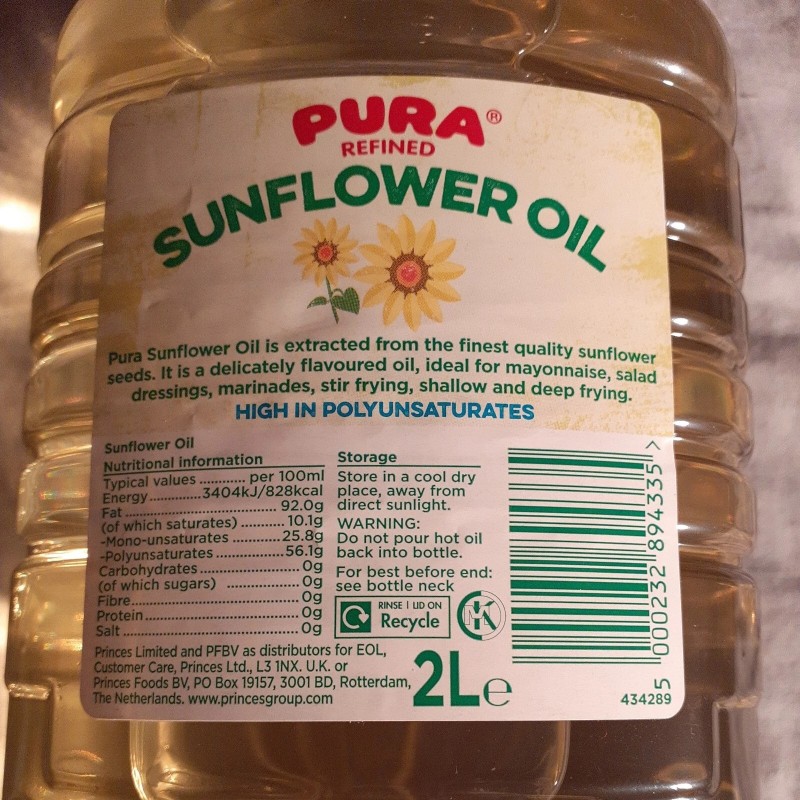 PURA®
REFINED
SUNFLOWER OIL
Pura Sunflower Oil is extracted from the finest quality sunflower
seeds. It is a delicately flavoured oil, ideal for mayonnaise, salad
dressings, marinades, stir frying, shallow and deep frying.
HIGH IN POLYUNSATURATES
Sunflower Oil
Nutritional information
Typical values ............ per 100ml
Energy ............ 3404kJ/828kcal
Fat ............ 92.0g
(of which saturates) ............ 10.1g
-Mono-unsaturates ............ 25.8g
-Polyunsaturates ............ 56.1g
Carbohydrates ............ 0g
(of which sugars) ............ 0g
Fibre ............ 0g
Protein ............ 0g
Salt ............ 0g
Storage
Store in a cool dry
place, away from
direct sunlight.
WARNING:
Do not pour hot oil
back into bottle.
For best before end:
see bottle neck
RINSE | LID ON
Recycle
K
Princes Limited and PFBV as distributors for EOL,
Customer Care, Princes Ltd., L3 1NX. U.K. or
Princes Foods BV, PO Box 19157, 3001 BD, Rotterdam,
The Netherlands. www.princesgroup.com
2Le
5 000232 894335 >
434289